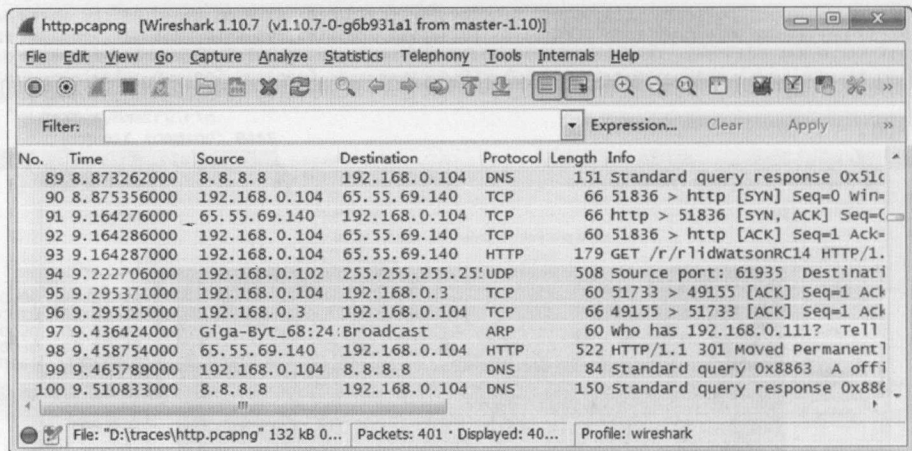 http.pcapng [Wireshark 1.10.7 (v1.10.7-0-g6b931a1 from master-1.10)]
File Edit View Go Capture Analyze Statistics Telephony Tools Internals Help
Filter: Expression... Clear Apply
No. Time Source Destination Protocol Length Info
89 8.873262000 8.8.8.8 192.168.0.104 DNS 151 Standard query response 0x51c
90 8.875356000 192.168.0.104 65.55.69.140 TCP 66 51836 > http [SYN] Seq=0 Win=
91 9.164276000 65.55.69.140 192.168.0.104 TCP 66 http > 51836 [SYN, ACK] Seq=0
92 9.164286000 192.168.0.104 65.55.69.140 TCP 60 51836 > http [ACK] Seq=1 Ack=
93 9.164287000 192.168.0.104 65.55.69.140 HTTP 179 GET /r/rlidWatsonRC14 HTTP/1.
94 9.222706000 192.168.0.102 255.255.255.25 UDP 508 Source port: 61935 Destinati
95 9.295371000 192.168.0.104 192.168.0.3 TCP 60 51733 > 49155 [ACK] Seq=1 Ack
96 9.295525000 192.168.0.3 192.168.0.104 TCP 66 49155 > 51733 [ACK] Seq=1 Ack
97 9.436424000 Giga-Byt_68:24: Broadcast ARP 60 Who has 192.168.0.111? Tell
98 9.458754000 65.55.69.140 192.168.0.104 HTTP 522 HTTP/1.1 301 Moved Permanentl
99 9.465789000 192.168.0.104 8.8.8.8 DNS 84 Standard query 0x8863 A offi
100 9.510833000 8.8.8.8 192.168.0.104 DNS 150 Standard query response 0x886
File: "D:\traces\http.pcapng" 132 kB 0... Packets: 401 · Displayed: 40... Profile: wireshark